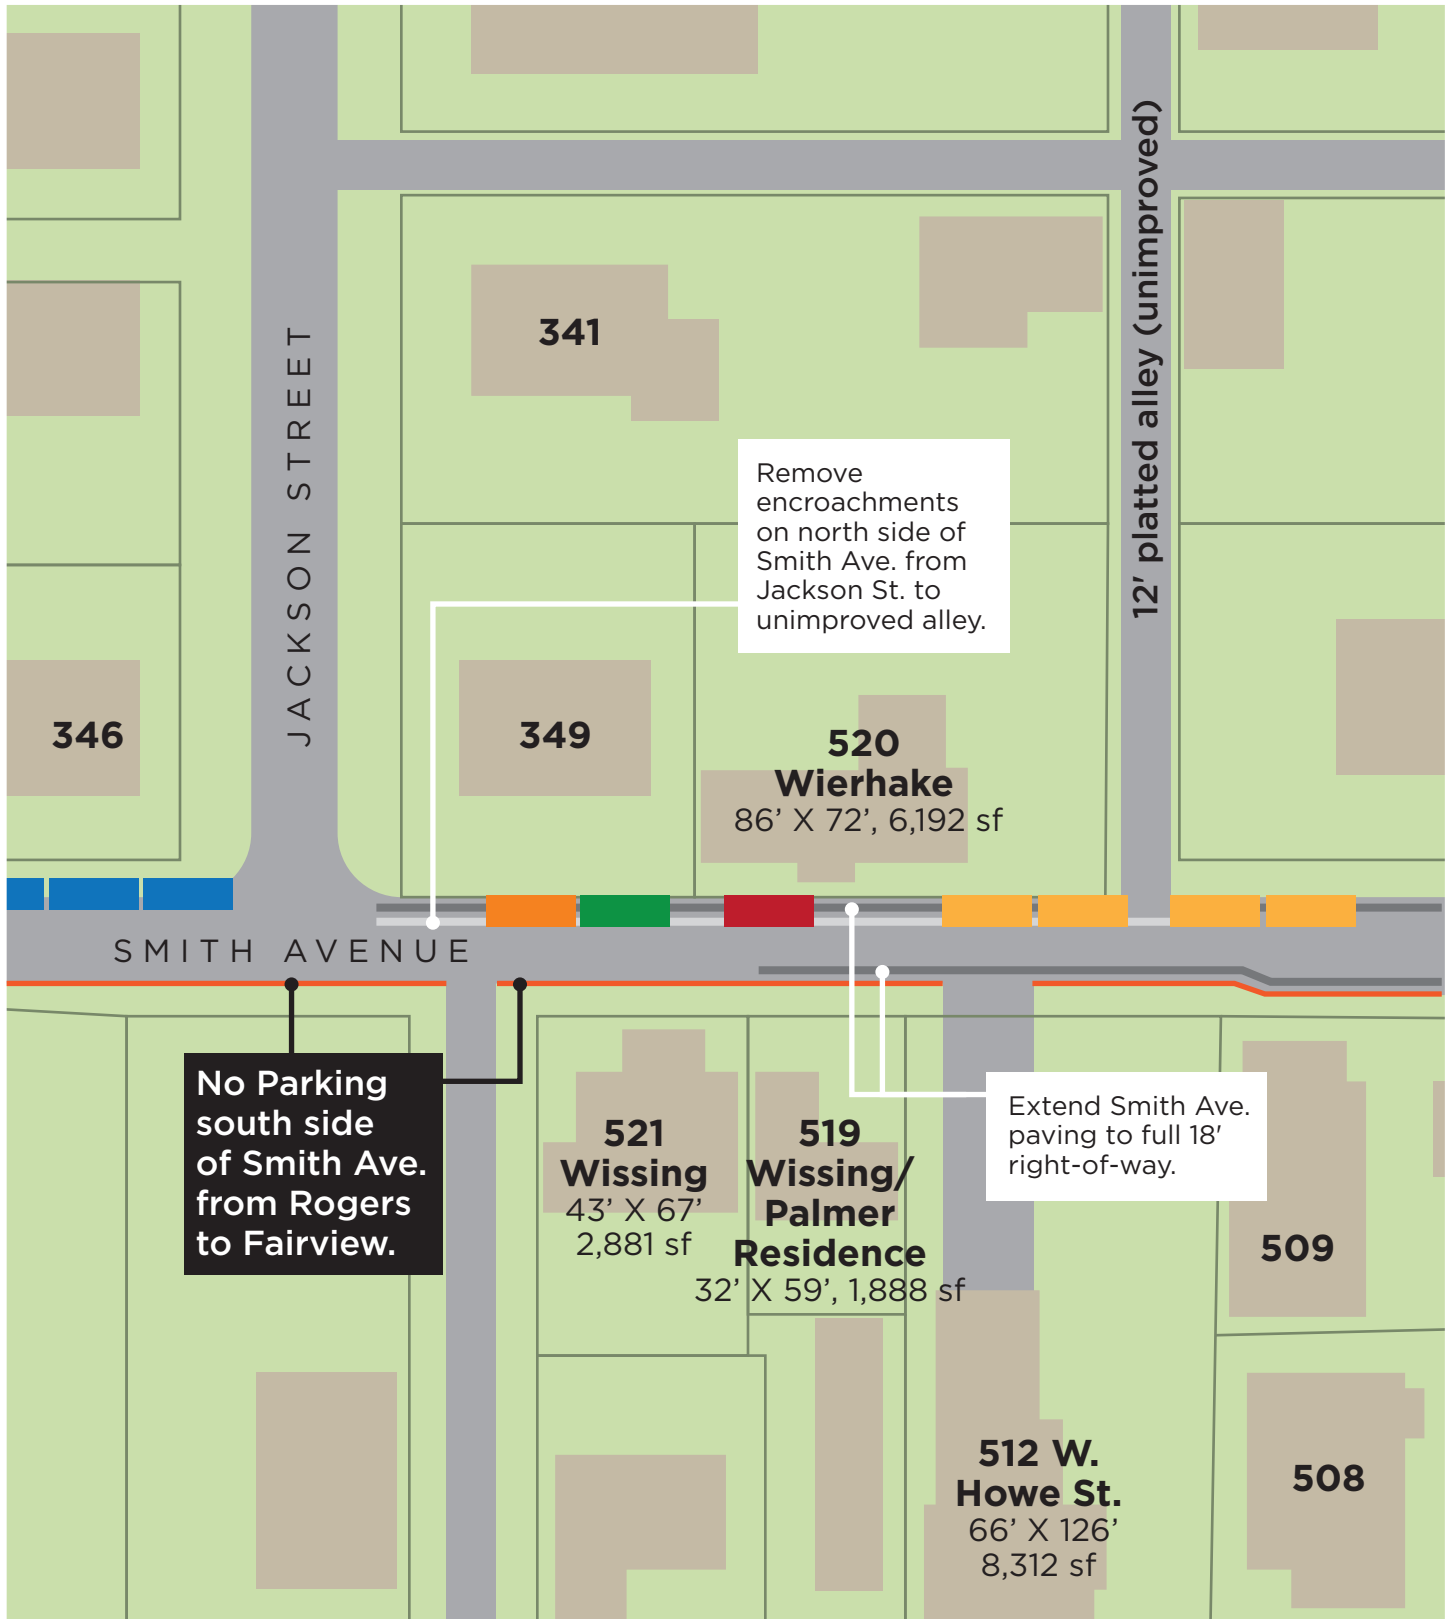 12' platted alley (unimproved)
341
JACKSON STREET
Remove
encroachments
on north side of
Smith Ave. from
Jackson St. to
unimproved alley.
346
349
520
Wierhake
86’ X 72’, 6,192 sf
SMITH AVENUE
No Parking
south side
of Smith Ave.
from Rogers
to Fairview.
521
Wissing
43’ X 67’
2,881 sf
519
Wissing/
Palmer
Residence
32’ X 59’, 1,888 sf
Extend Smith Ave.
paving to full 18'
right-of-way.
509
512 W.
Howe St.
66’ X 126’
8,312 sf
508